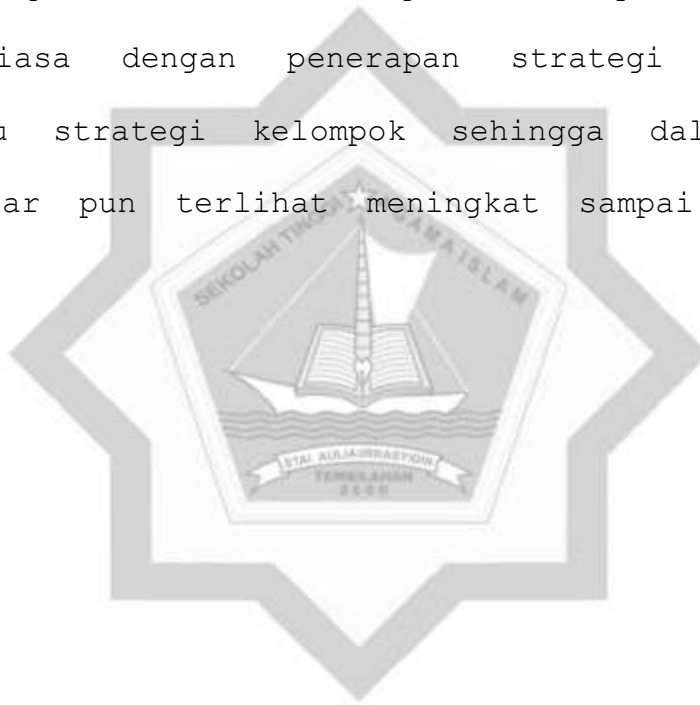 iasa dengan penerapan strategi
u strategi kelompok sehingga dal
ar pun terlihat meningkat sampai
SEKOLAH TINGGI AGAMA ISLAM
STAI AULIAURRASYIDIN
TEMBILAHAN